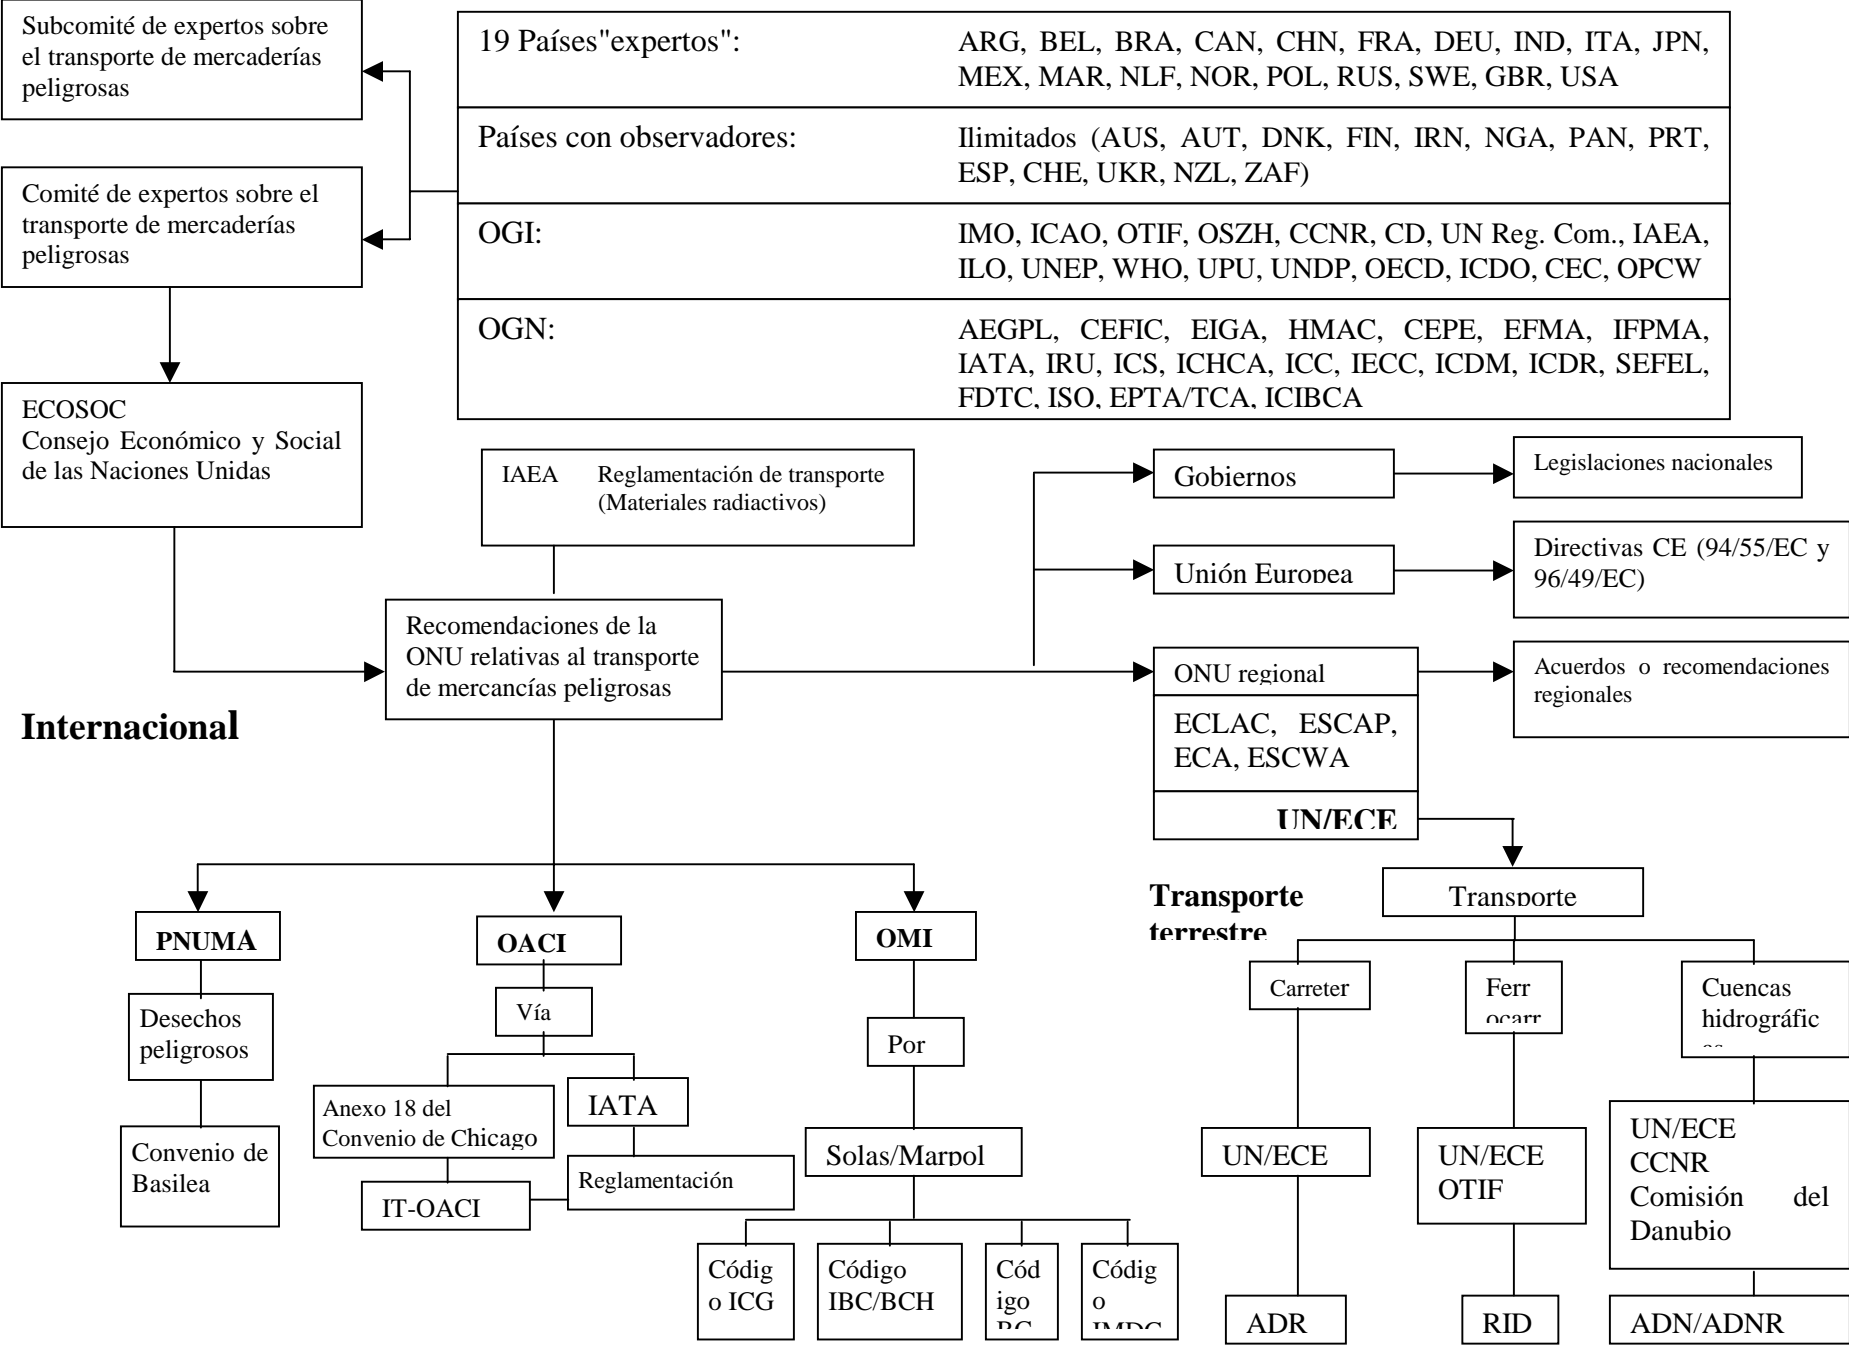 Subcomité de expertos sobre
el transporte de mercaderías
peligrosas
19 Países"expertos":
ARG, BEL, BRA, CAN, CHN, FRA, DEU, IND, ITA, JPN,
MEX, MAR, NLF, NOR, POL, RUS, SWE, GBR, USA
Países con observadores:
Ilimitados (AUS, AUT, DNK, FIN, IRN, NGA, PAN, PRT,
ESP, CHE, UKR, NZL, ZAF)
Comité de expertos sobre el
transporte de mercaderías
peligrosas
OGI:
IMO, ICAO, OTIF, OSZH, CCNR, CD, UN Reg. Com., IAEA,
ILO, UNEP, WHO, UPU, UNDP, OECD, ICDO, CEC, OPCW
OGN:
AEGPL, CEFIC, EIGA, HMAC, CEPE, EFMA, IFPMA,
IATA, IRU, ICS, ICHCA, ICC, IECC, ICDM, ICDR, SEFEL,
FDTC, ISO, EPTA/TCA, ICIBCA
ECOSOC
Consejo Económico y Social
de las Naciones Unidas
IAEA Reglamentación de transporte
(Materiales radiactivos)
Gobiernos
Legislaciones nacionales
Unión Europea
Directivas CE (94/55/EC y
96/49/EC)
Recomendaciones de la
ONU relativas al transporte
de mercancías peligrosas
ONU regional
Acuerdos o recomendaciones
regionales
ECLAC, ESCAP,
ECA, ESCWA
UN/ECE
Internacional
Transporte
terrestre
Transporte
PNUMA
OACI
OMI
Desechos
peligrosos
Vía
Por
Carreter
Ferr
ocarr
Cuencas
hidrográfic
as
Convenio de
Basilea
Anexo 18 del
Convenio de Chicago
IATA
IT-OACI
Reglamentación
Solas/Marpol
UN/ECE
UN/ECE
OTIF
UN/ECE
CCNR
Comisión del
Danubio
Códig
o ICG
Código
IBC/BCH
Cód
igo
BC
Códig
o
IMDG
ADR
RID
ADN/ADNR